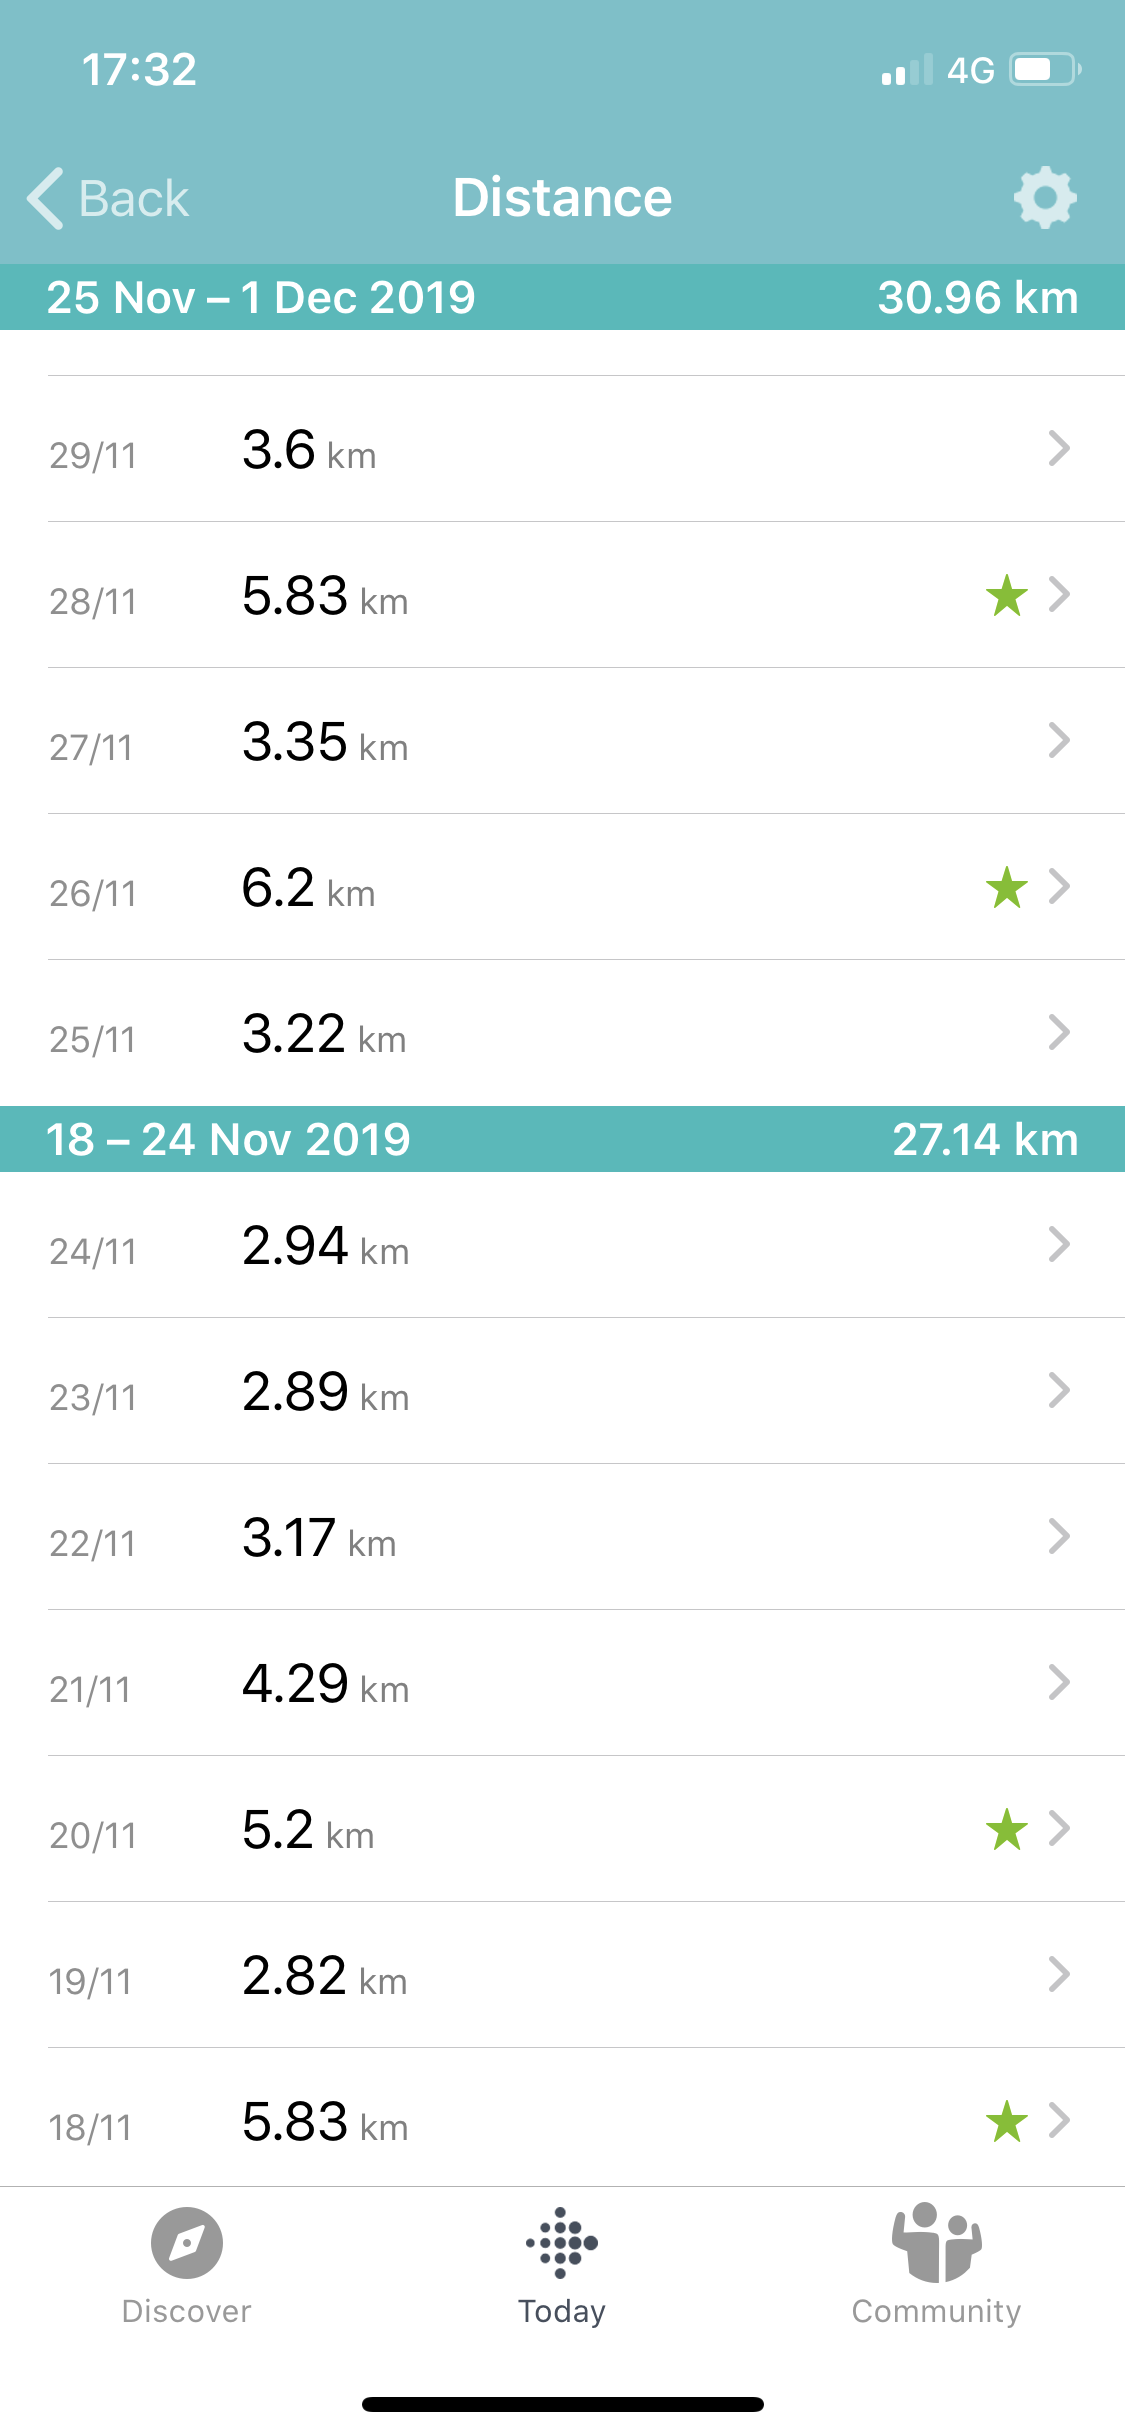 17:32 4G
Back Distance
25 Nov – 1 Dec 2019 30.96 km
29/11 3.6 km
28/11 5.83 km
27/11 3.35 km
26/11 6.2 km
25/11 3.22 km
18 – 24 Nov 2019 27.14 km
24/11 2.94 km
23/11 2.89 km
22/11 3.17 km
21/11 4.29 km
20/11 5.2 km
19/11 2.82 km
18/11 5.83 km
Discover Today Community